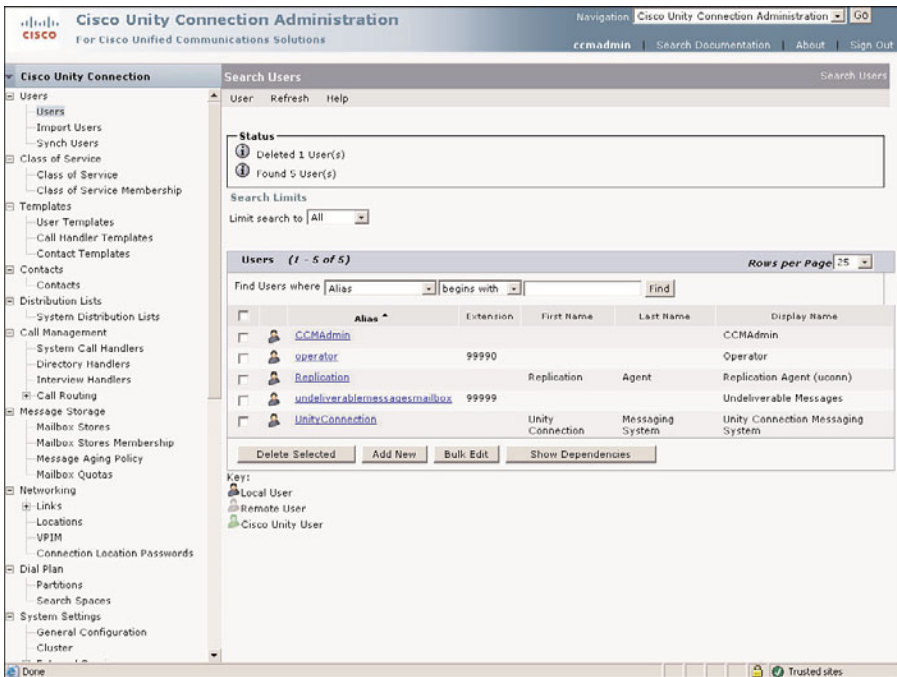 Cisco Unity Connection Administration
For Cisco Unified Communications Solutions
CISCO
Navigation Cisco Unity Connection Administration GO
ccmadmin | Search Documentation | About | Sign Out
Cisco Unity Connection
Users
Users
Import Users
Synch Users
Class of Service
Class of Service
Class of Service Membership
Templates
User Templates
Call Handler Templates
Contact Templates
Contacts
Contacts
Distribution Lists
System Distribution Lists
Call Management
System Call Handlers
Directory Handlers
Interview Handlers
Call Routing
Message Storage
Mailbox Stores
Mailbox Stores Membership
Message Aging Policy
Mailbox Quotas
Networking
Links
Locations
VPIM
Connection Location Passwords
Dial Plan
Partitions
Search Spaces
System Settings
General Configuration
Cluster
Search Users Search Users
User Refresh Help
Status
Deleted 1 User(s)
Found 5 User(s)
Search Limits
Limit search to All
Users (1 - 5 of 5) Rows per Page 25
Find Users where Alias begins with Find
Alias Extension First Name Last Name Display Name
CCMAdmin CCMAdmin
operator 99990 Operator
Replication Replication Agent Replication Agent (uconn)
undeliverablemessagesmailbox 99999 Undeliverable Messages
UnityConnection Unity Connection Messaging System Unity Connection Messaging System
Delete Selected Add New Bulk Edit Show Dependencies
Key:
Local User
Remote User
Cisco Unity User
Done Trusted sites